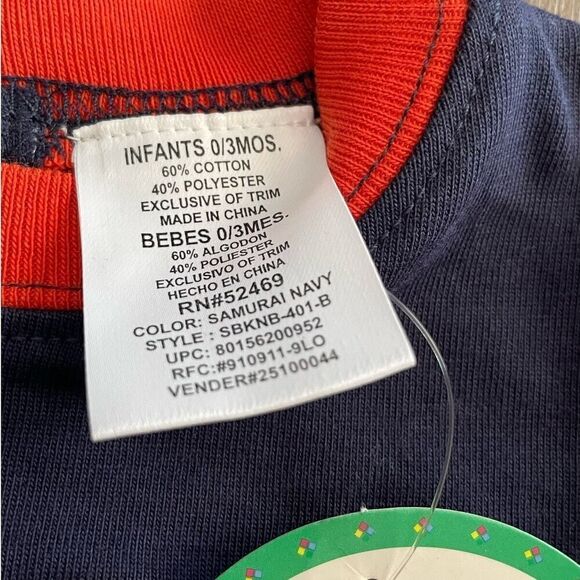 INFANTS 0/3MOS.
60% COTTON
40% POLYESTER
EXCLUSIVE OF TRIM
MADE IN CHINA
BEBES 0/3MES.
60% ALGODON
40% POLIESTER
EXCLUSIVO OF TRIM
HECHO EN CHINA
RN#52469
COLOR: SAMURAI NAVY
STYLE : SBKNB-401-B
UPC: 80156200952
RFC:#910911-9LO
VENDER#25100044